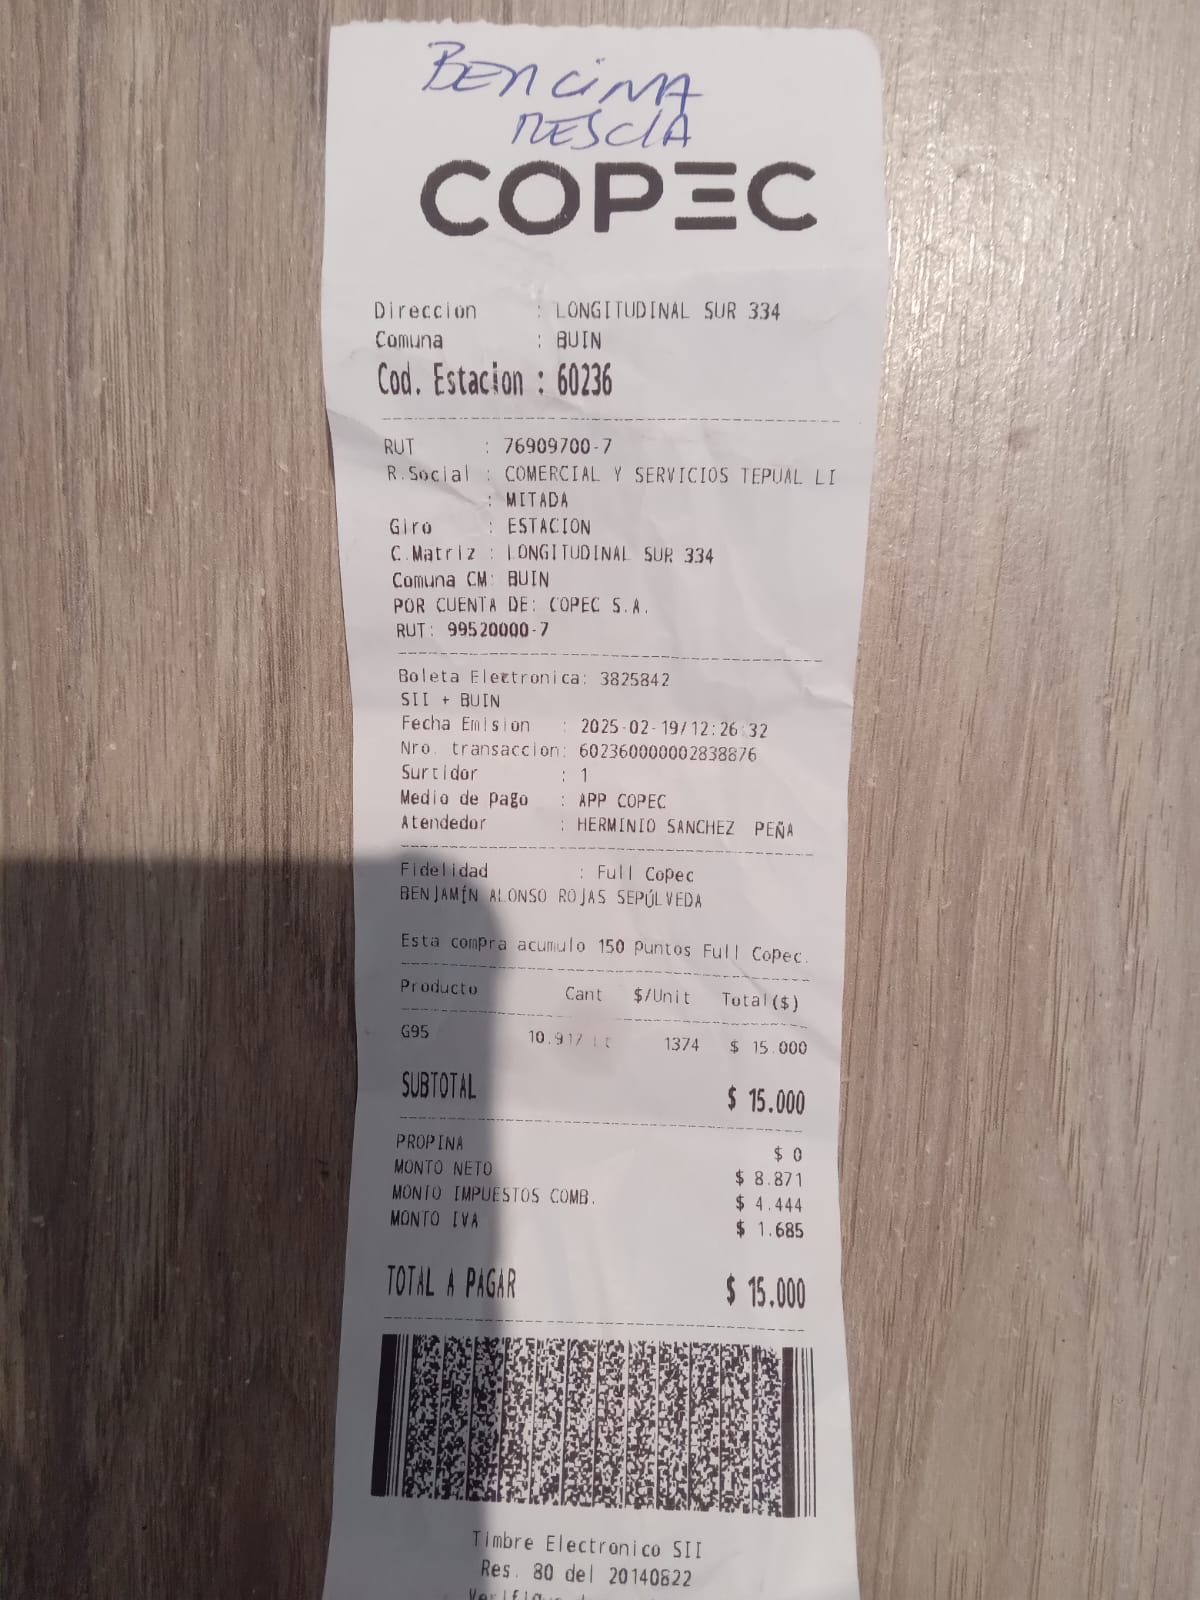 BENCINA
MESCLA
COPEC
Direccion : LONGITUDINAL SUR 334
Comuna : BUIN
Cod. Estacion : 60236
RUT : 76909700-7
R.Social : COMERCIAL Y SERVICIOS TEPUAL LI
: MITADA
Giro : ESTACION
C.Matriz : LONGITUDINAL SUR 334
Comuna CM: BUIN
POR CUENTA DE: COPEC S.A.
RUT: 99520000-7
Boleta Electronica: 3825842
SII + BUIN
Fecha Emision : 2025-02-19/12:26:32
Nro. transaccion: 602360000002838876
Surtidor : 1
Medio de pago : APP COPEC
Atendedor : HERMINIO SANCHEZ PEÑA
Fidelidad : Full Copec
BENJAMÍN ALONSO ROJAS SEPÚLVEDA
Esta compra acumulo 150 Puntos Full Copec.
Producto Cant $/Unit Total($)
G95 10.917 Lt 1374 $ 15.000
SUBTOTAL $ 15.000
PROPINA $ 0
MONTO NETO $ 8.871
MONTO IMPUESTOS COMB. $ 4.444
MONTO IVA $ 1.685
TOTAL A PAGAR $ 15.000
Timbre Electronico SII
Res. 80 del 20140822